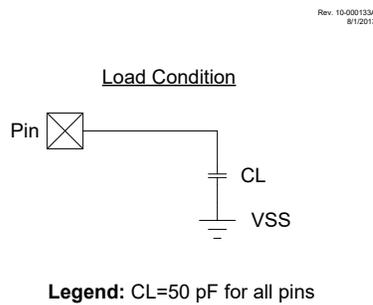 Rev. 10-000133A
8/1/2013
Load Condition
Pin
CL
VSS
Legend: CL=50 pF for all pins